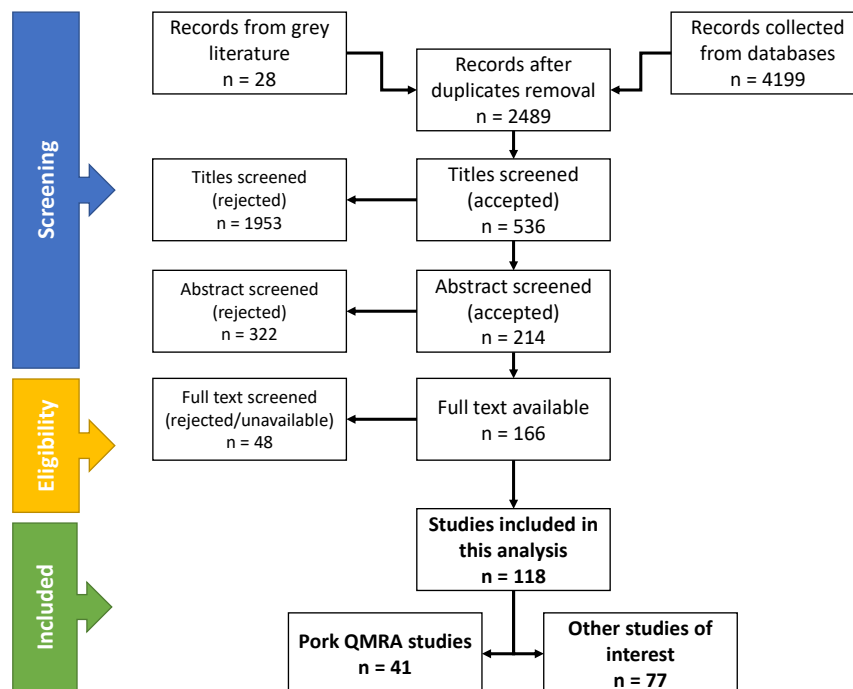 Screening
Eligibility
Included
Records from grey
literature
n = 28
Records after
duplicates removal
n = 2489
Records collected
from databases
n = 4199
Titles screened
(rejected)
n = 1953
Titles screened
(accepted)
n = 536
Abstract screened
(rejected)
n = 322
Abstract screened
(accepted)
n = 214
Full text screened
(rejected/unavailable)
n = 48
Full text available
n = 166
Studies included in
this analysis
n = 118
Pork QMRA studies
n = 41
Other studies of
interest
n = 77